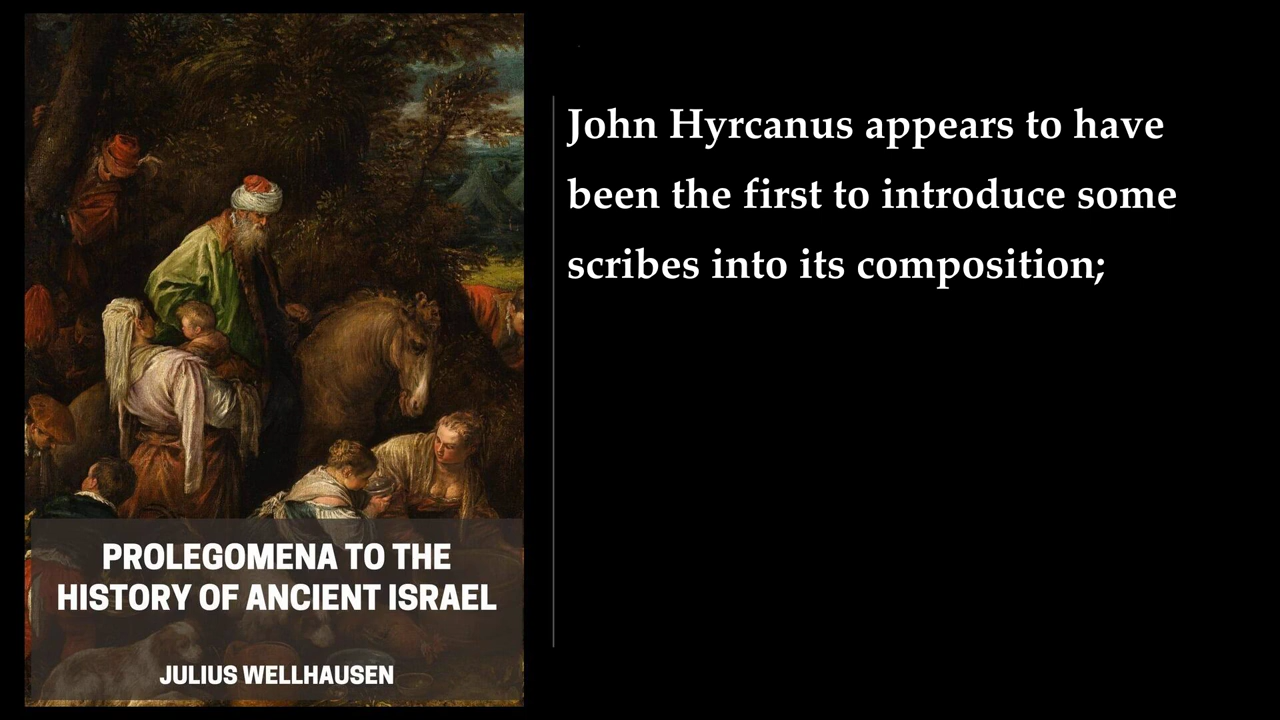 John Hyrcanus appears to have
been the first to introduce some
scribes into its composition;
PROLEGOMENA TO THE
HISTORY OF ANCIENT ISRAEL
JULIUS WELLHAUSEN